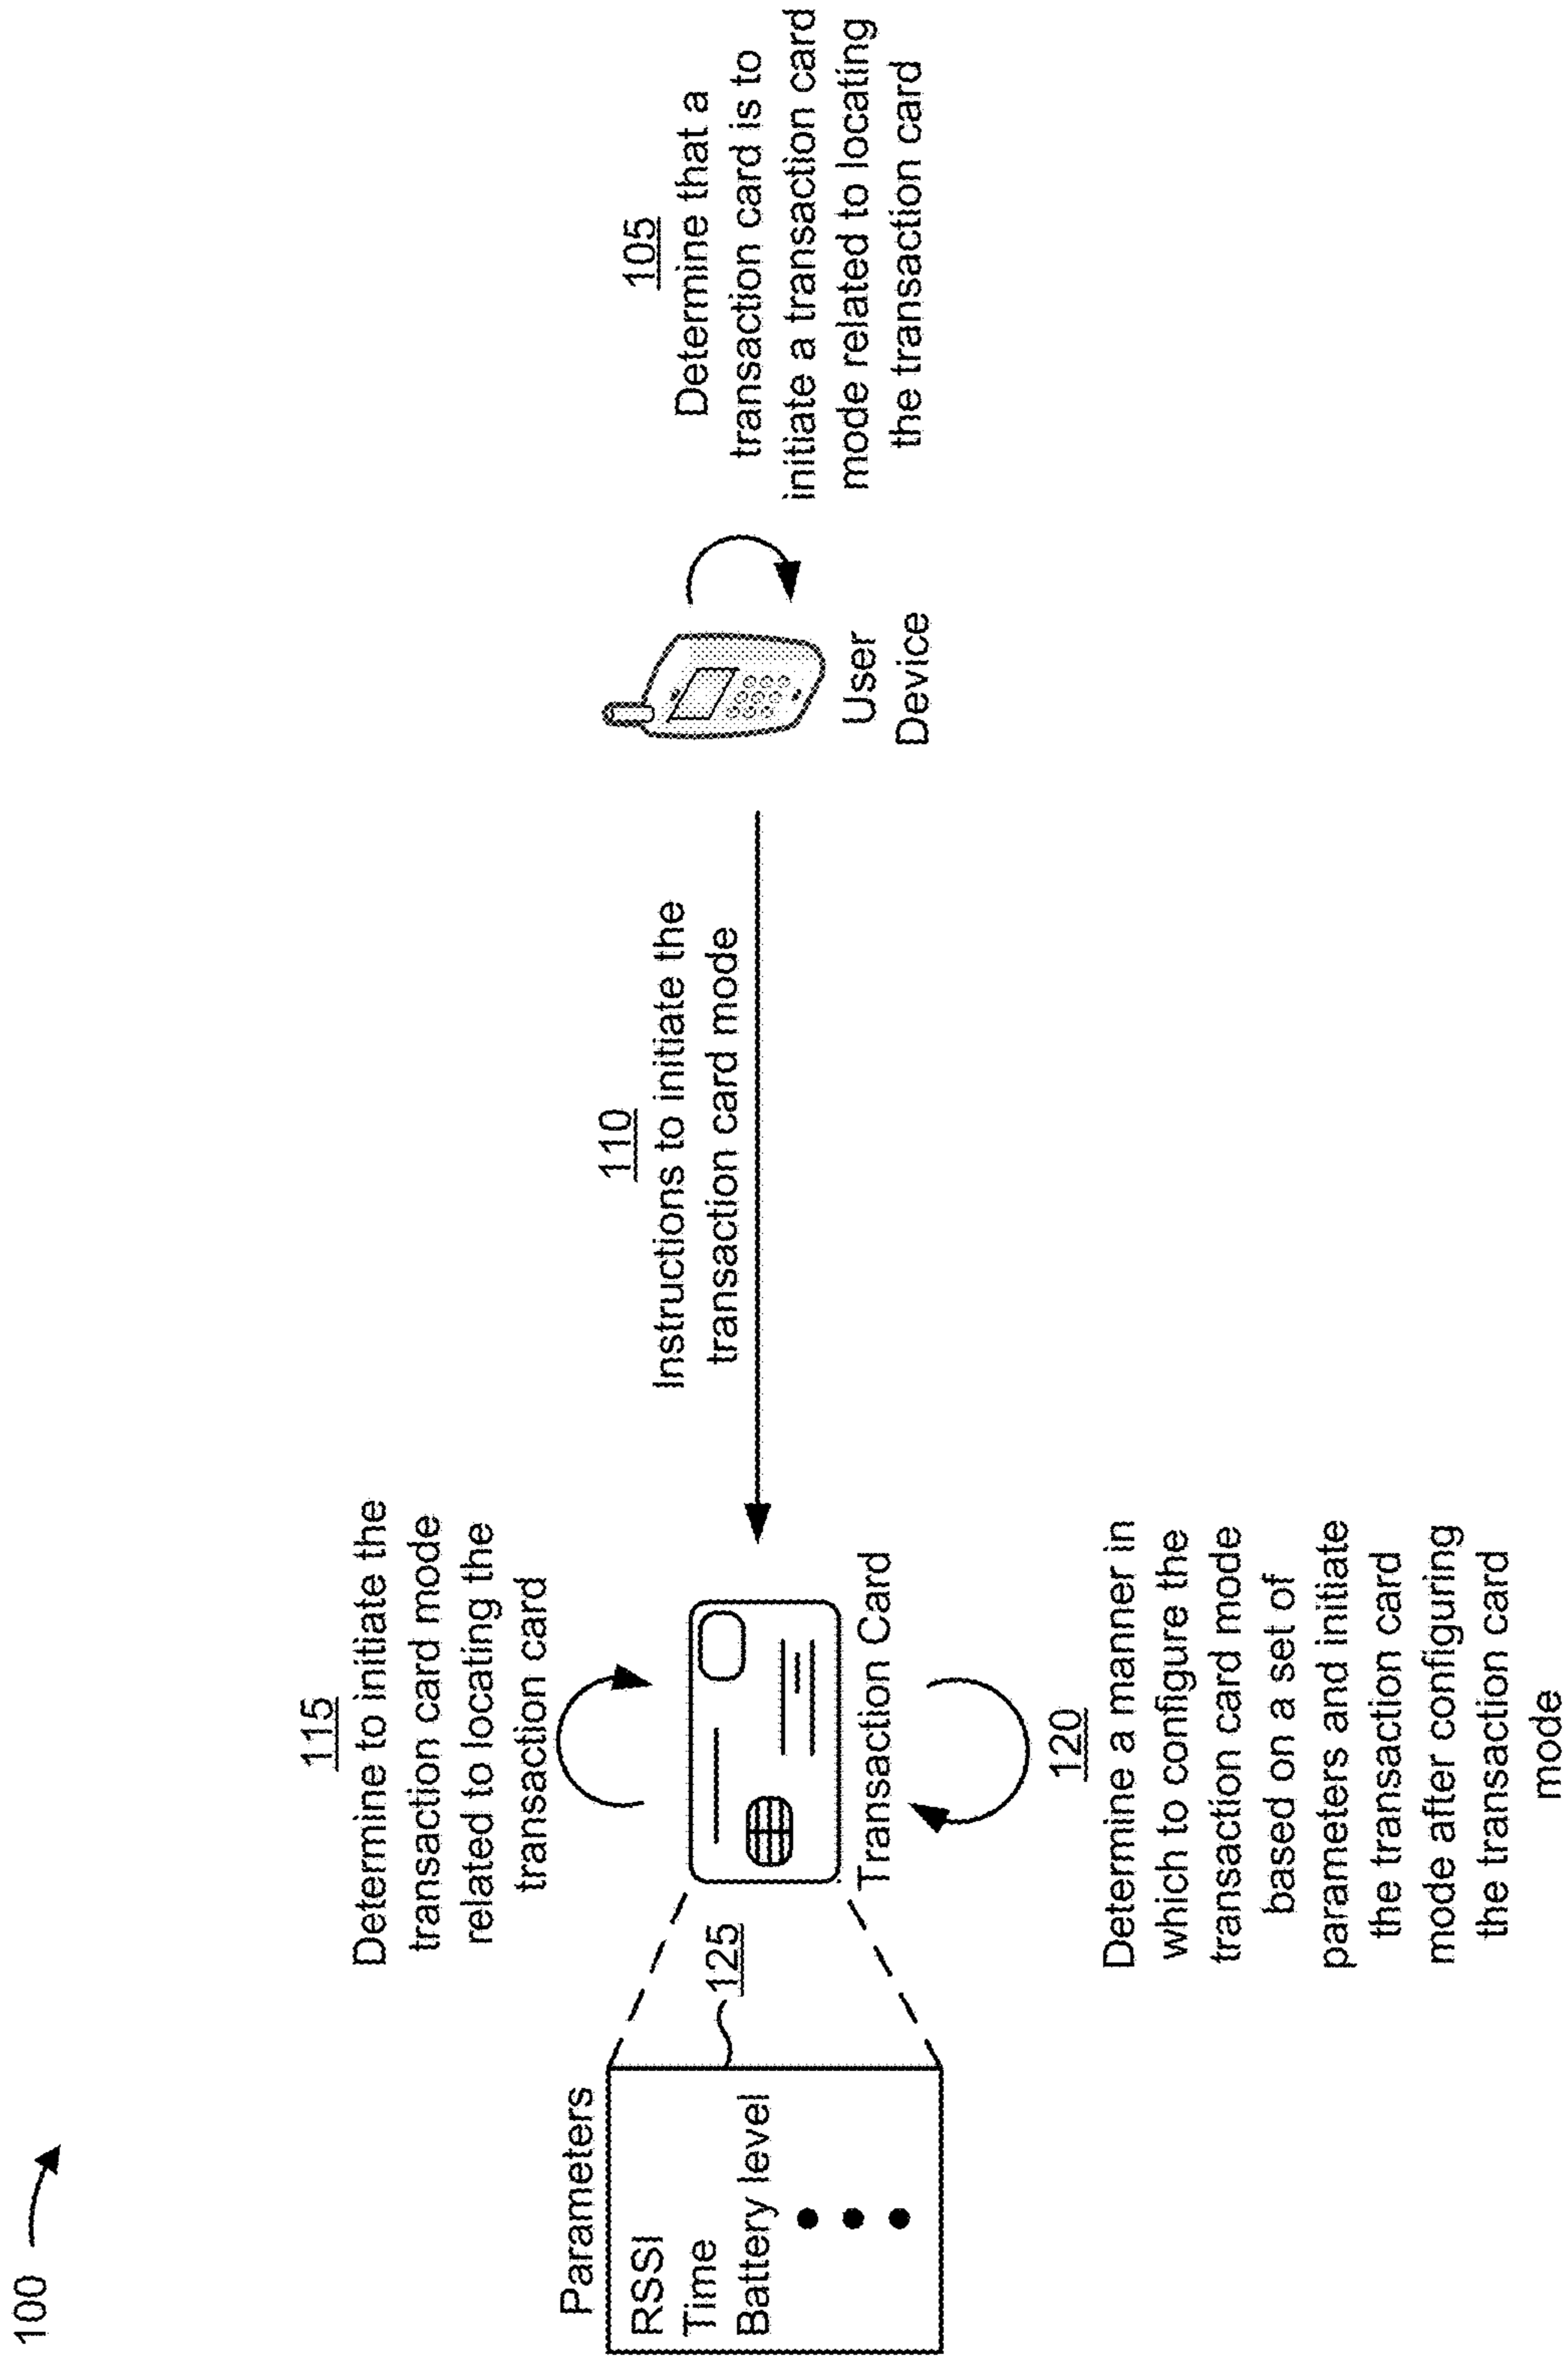 100
115
Determine to initiate the
transaction card mode
related to locating the
transaction card
Parameters
RSSI
Time
Battery level
125
Transaction Card
120
Determine a manner in
which to configure the
transaction card mode
based on a set of
parameters and initiate
the transaction card
mode after configuring
the transaction card
mode
110
Instructions to initiate the
transaction card mode
User
Device
105
Determine that a
transaction card is to
initiate a transaction card
mode related to locating
the transaction card